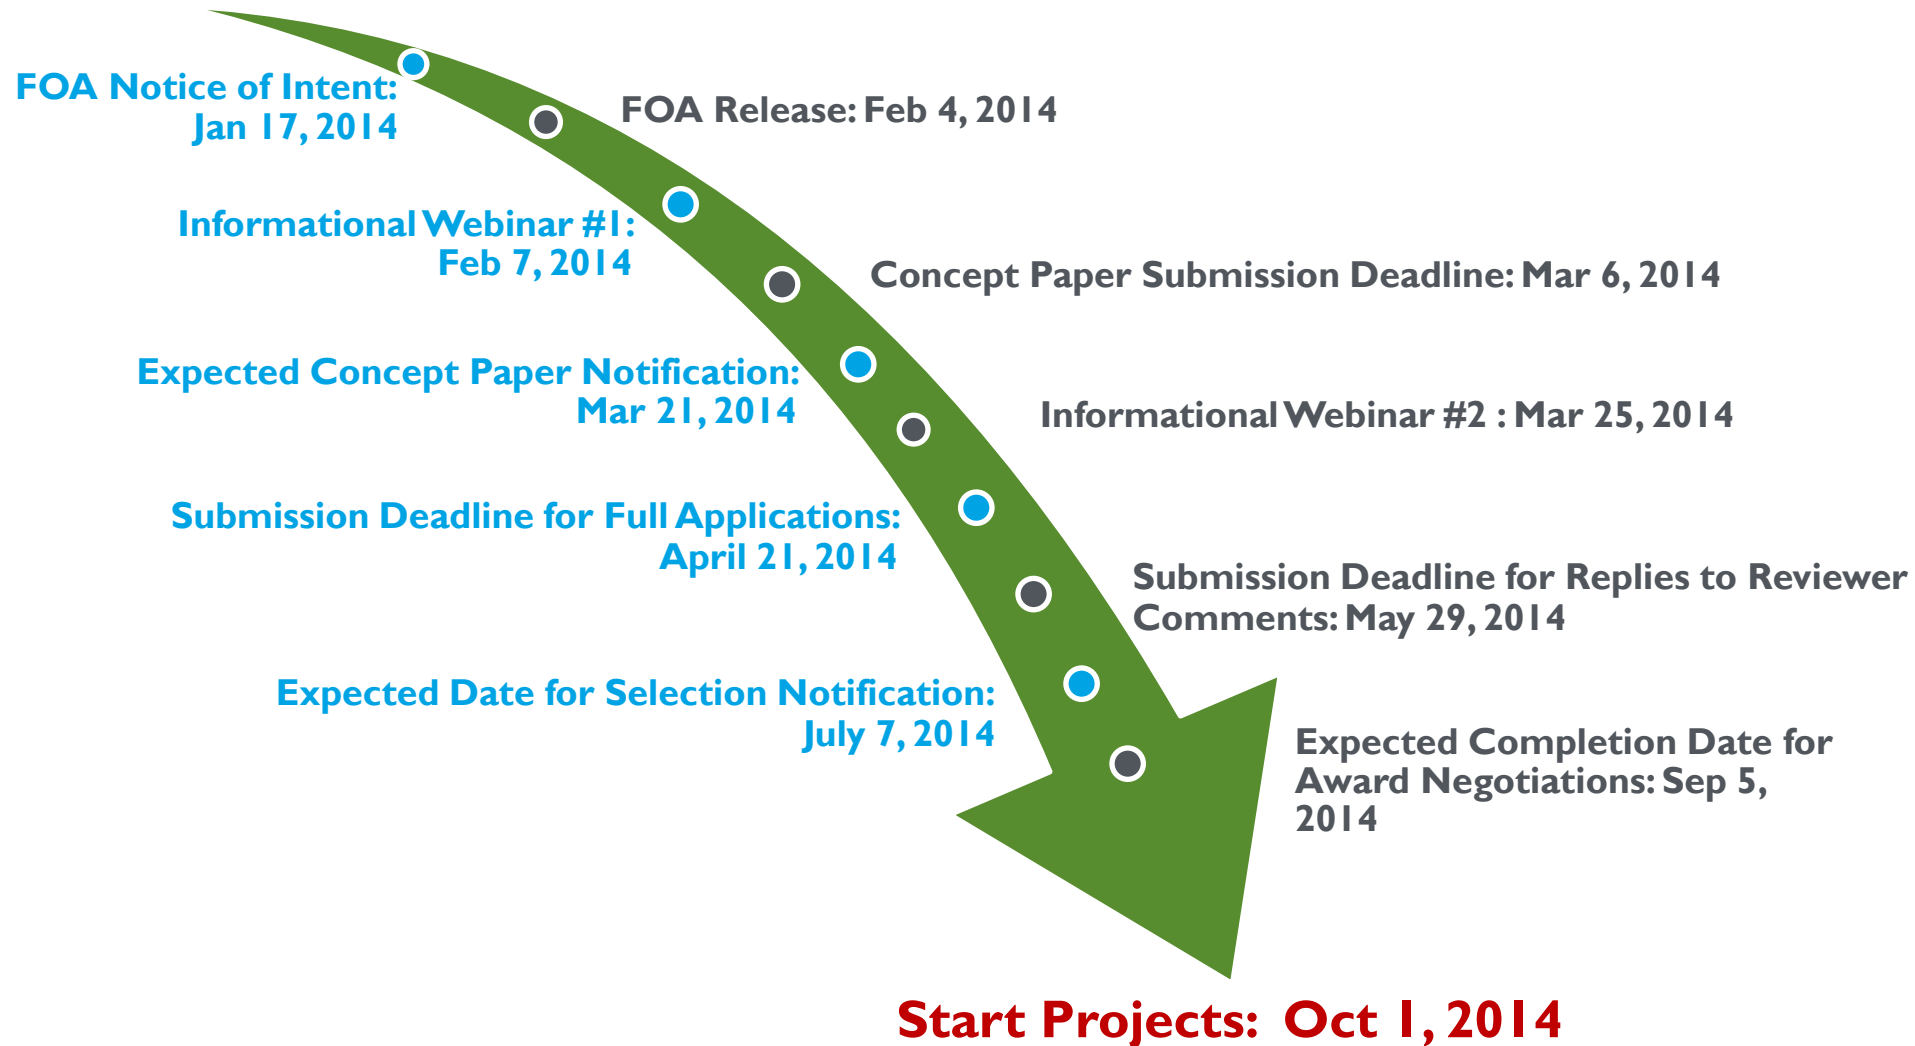 FOA Notice of Intent:
Jan 17, 2014
FOA Release: Feb 4, 2014
Informational Webinar #1:
Feb 7, 2014
Concept Paper Submission Deadline: Mar 6, 2014
Expected Concept Paper Notification:
Mar 21, 2014
Informational Webinar #2 : Mar 25, 2014
Submission Deadline for Full Applications:
April 21, 2014
Submission Deadline for Replies to Reviewer
Comments: May 29, 2014
Expected Date for Selection Notification:
July 7, 2014
Expected Completion Date for
Award Negotiations: Sep 5,
2014
Start Projects: Oct 1, 2014